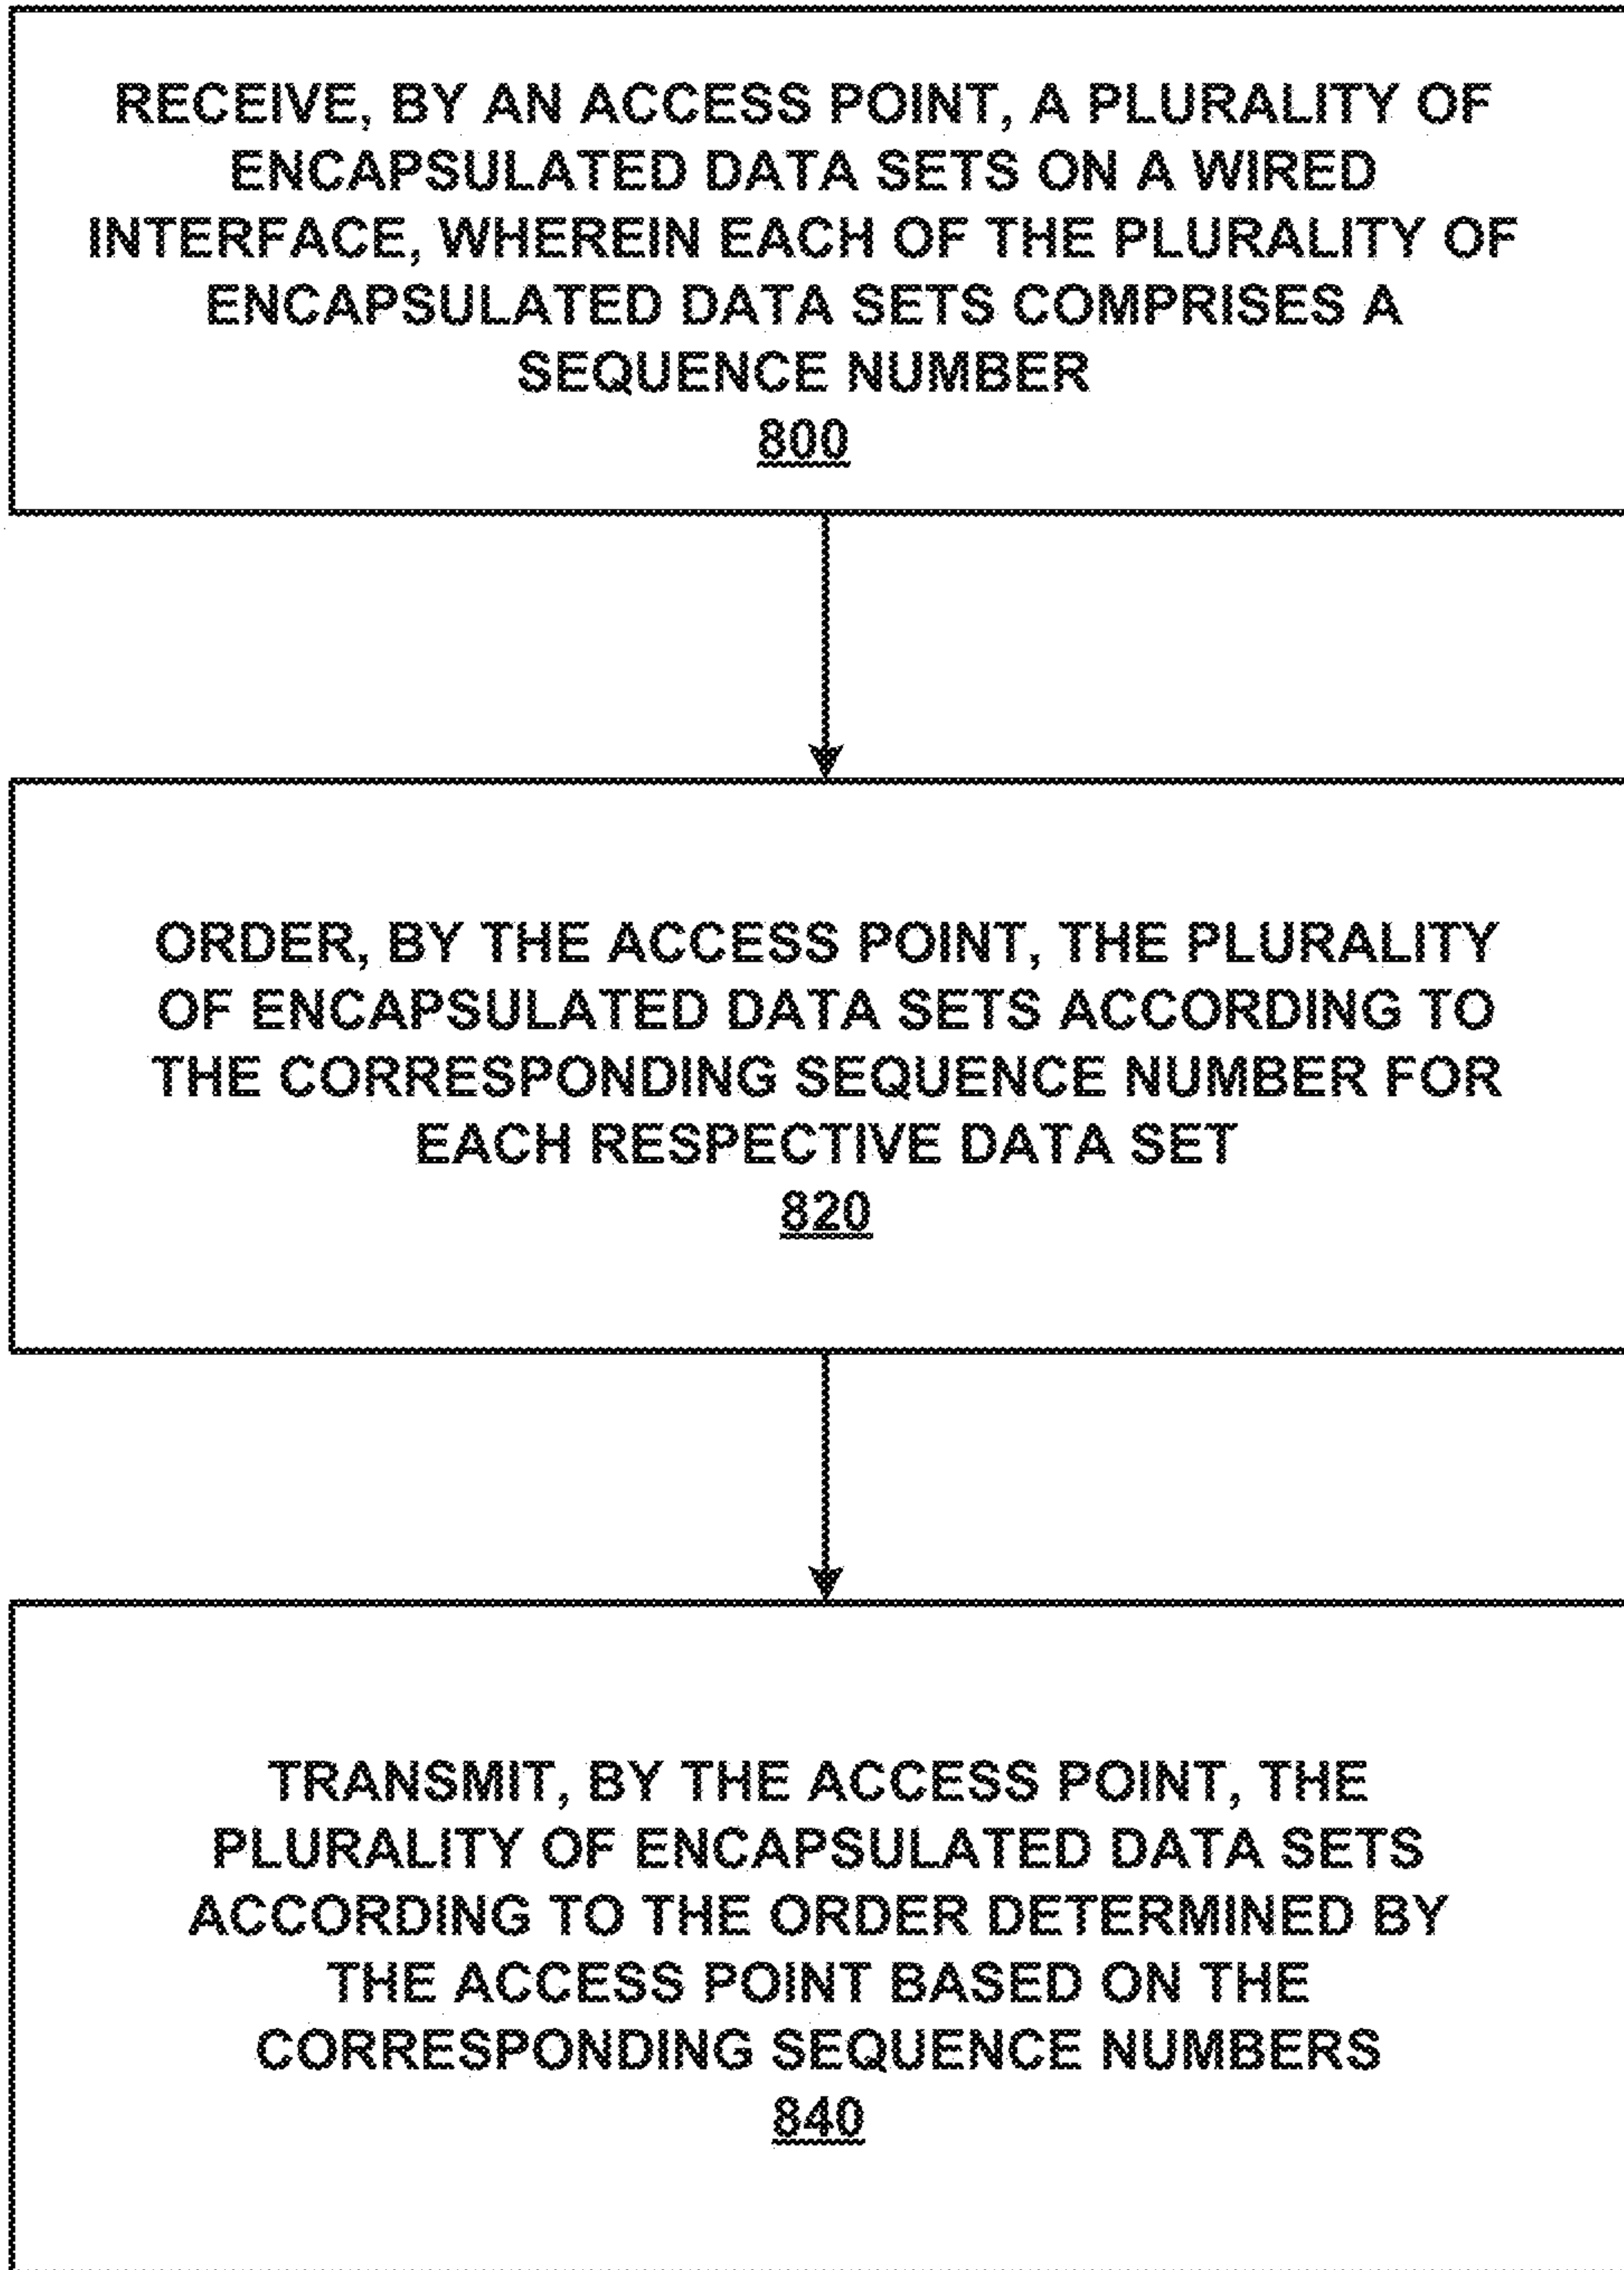 RECEIVE, BY AN ACCESS POINT, A PLURALITY OF
ENCAPSULATED DATA SETS ON A WIRED
INTERFACE, WHEREIN EACH OF THE PLURALITY OF
ENCAPSULATED DATA SETS COMPRISES A
SEQUENCE NUMBER
800
ORDER, BY THE ACCESS POINT, THE PLURALITY
OF ENCAPSULATED DATA SETS ACCORDING TO
THE CORRESPONDING SEQUENCE NUMBER FOR
EACH RESPECTIVE DATA SET
820
TRANSMIT, BY THE ACCESS POINT, THE
PLURALITY OF ENCAPSULATED DATA SETS
ACCORDING TO THE ORDER DETERMINED BY
THE ACCESS POINT BASED ON THE
CORRESPONDING SEQUENCE NUMBERS
840